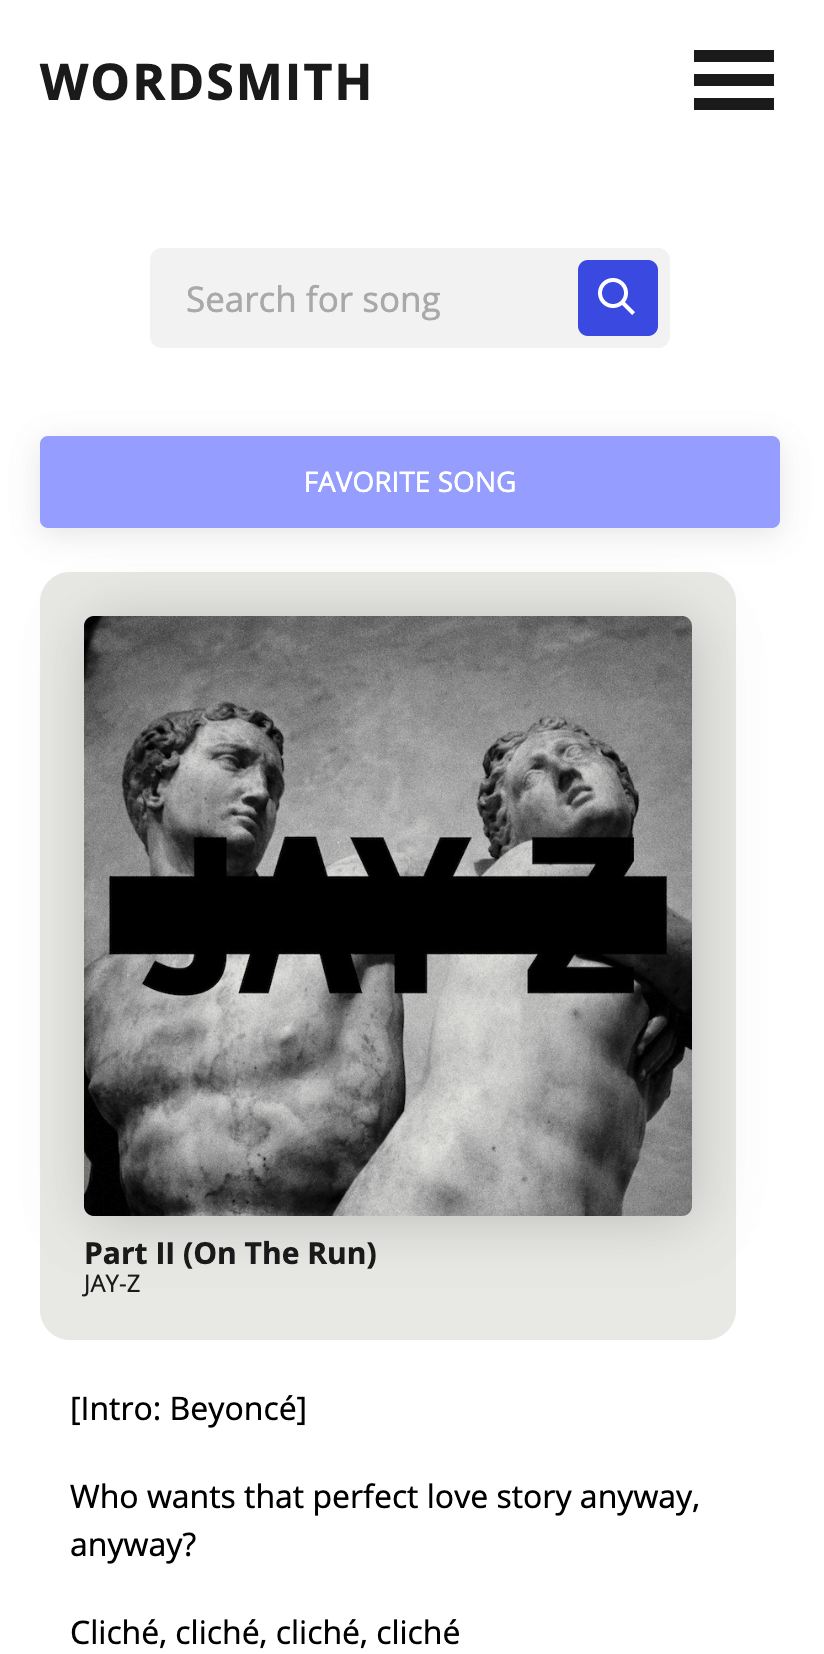 WORDSMITH
Search for song
FAVORITE SONG
JAY Z
Part II (On The Run)
JAY-Z
[Intro: Beyoncé]
Who wants that perfect love story anyway,
anyway?
Cliché, cliché, cliché, cliché